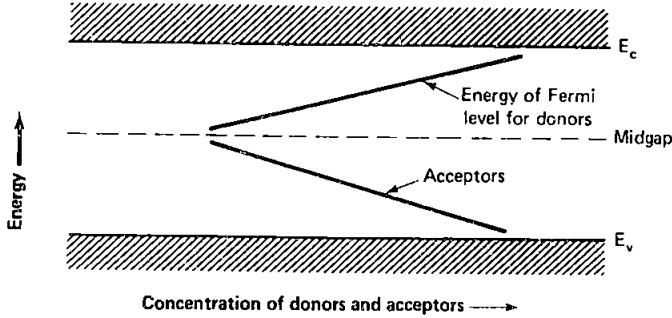 E_c
Energy of Fermi
level for donors
Midgap
Energy
Acceptors
E_v
Concentration of donors and acceptors